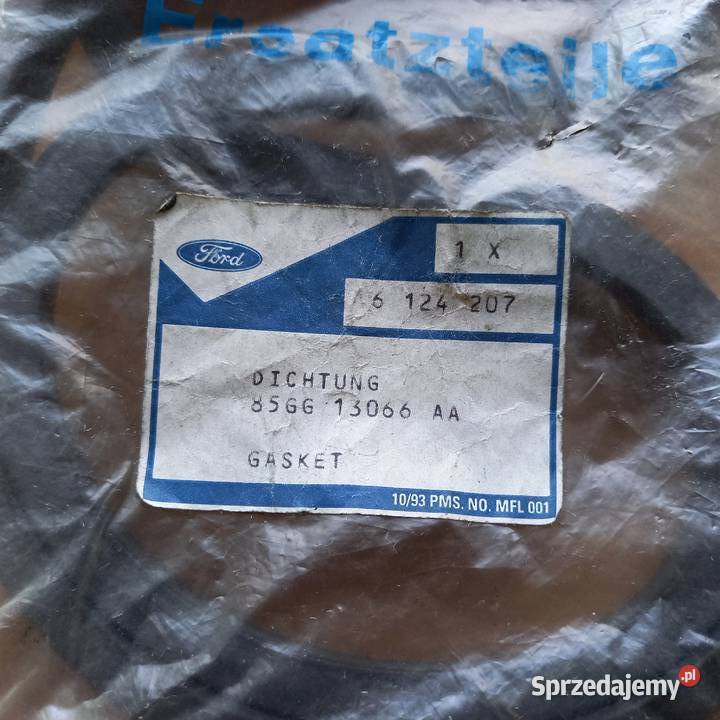 Ersatzteile
Ford
1 X
6 124 207
DICHTUNG
85GG 13066 AA
GASKET
10/93 PMS. NO. MFL 001
Sprzedajemy.pl